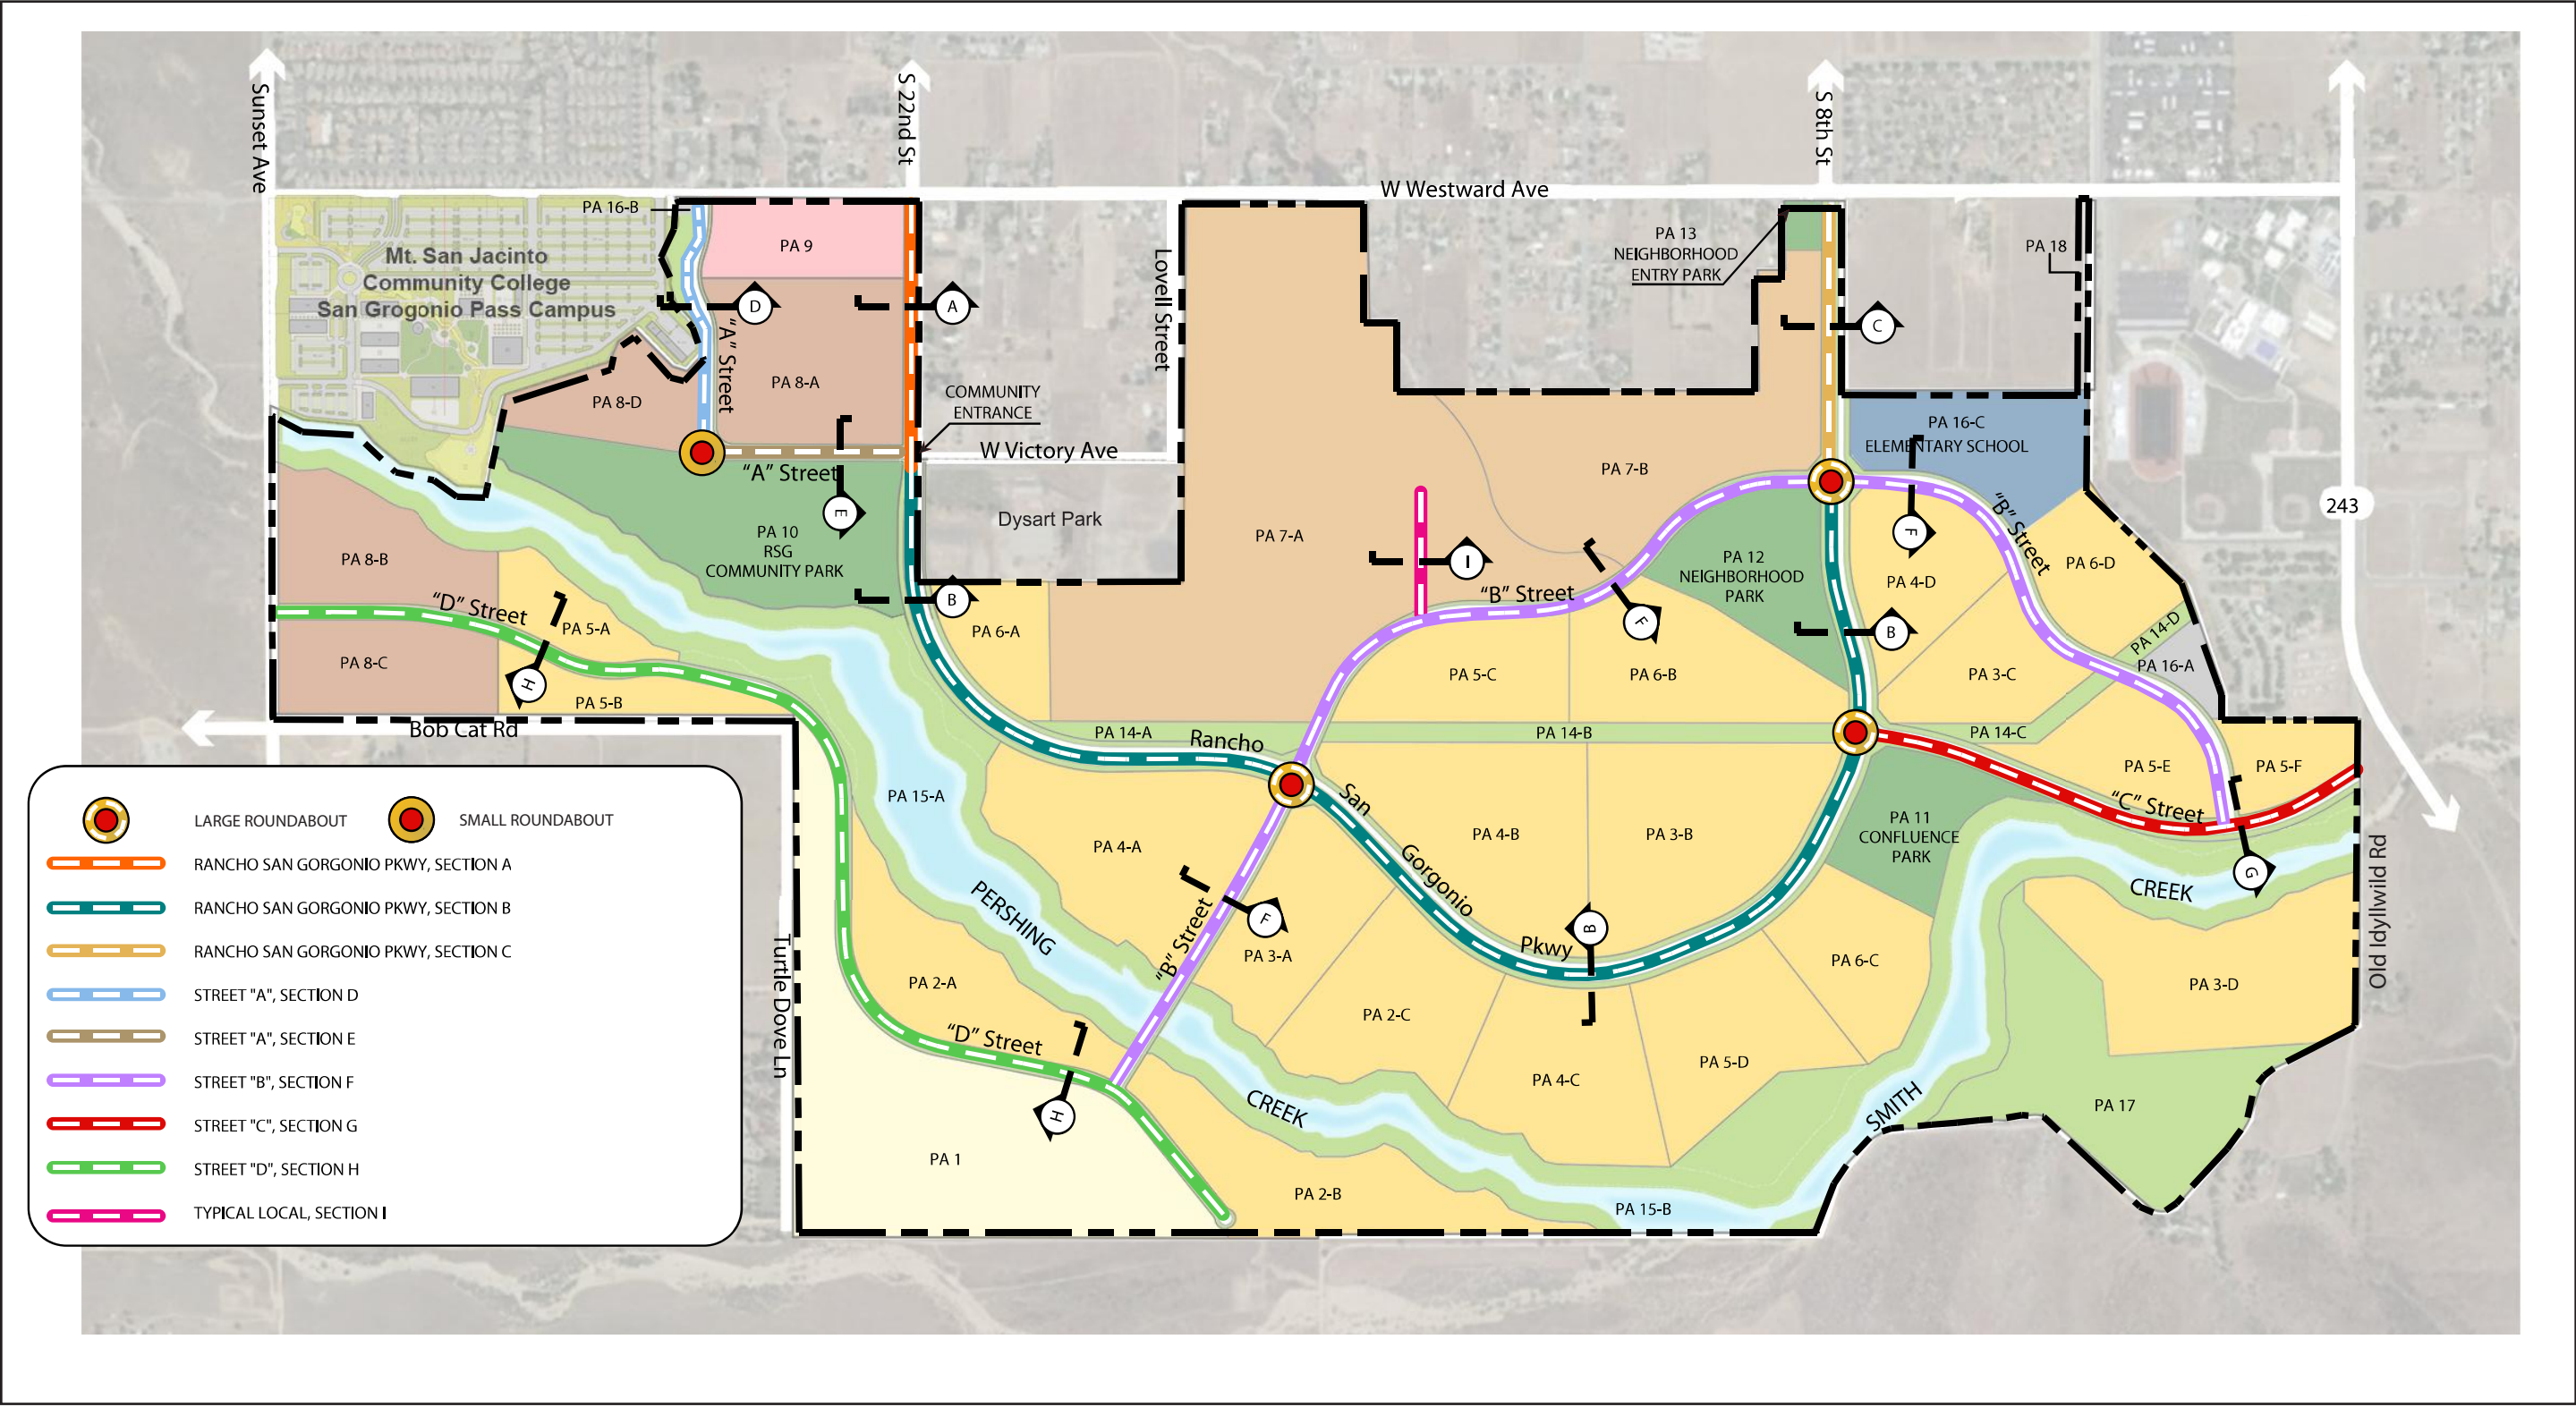 Sunset Ave
S 22nd St
S 8th St
W Westward Ave
PA 16-B
PA 9
Mt. San Jacinto
Community College
San Grogonio Pass Campus
PA 13
NEIGHBORHOOD
ENTRY PARK
PA 18
Lovell Street
D
A
C
"A" Street
PA 8-A
PA 8-D
COMMUNITY
ENTRANCE
W Victory Ave
"A" Street
PA 16-C
ELEMENTARY SCHOOL
PA 7-B
243
E
Dysart Park
PA 10
RSG
COMMUNITY PARK
PA 7-A
I
F
"B" Street
PA 8-B
PA 12
NEIGHBORHOOD
PARK
PA 4-D
PA 6-D
"D" Street
PA 5-A
B
PA 6-A
"B" Street
F
B
PA 14-D
PA 8-C
H
PA 5-B
PA 5-C
PA 6-B
PA 3-C
PA 16-A
Bob Cat Rd
PA 14-A
Rancho
PA 14-B
PA 14-C
PA 5-E
PA 5-F
PA 15-A
San
"C" Street
PA 4-A
PA 4-B
PA 3-B
PA 11
CONFLUENCE
PARK
Gorgonio
G
CREEK
Old Idyllwild Rd
PERSHING
"B" Street
F
PA 3-A
Pkwy
B
PA 6-C
PA 3-D
Turtle Dove Ln
PA 2-A
PA 2-C
"D" Street
PA 4-C
PA 5-D
H
CREEK
SMITH
PA 17
PA 1
PA 2-B
PA 15-B
LARGE ROUNDABOUT
SMALL ROUNDABOUT
RANCHO SAN GORGONIO PKWY, SECTION A
RANCHO SAN GORGONIO PKWY, SECTION B
RANCHO SAN GORGONIO PKWY, SECTION C
STREET "A", SECTION D
STREET "A", SECTION E
STREET "B", SECTION F
STREET "C", SECTION G
STREET "D", SECTION H
TYPICAL LOCAL, SECTION I